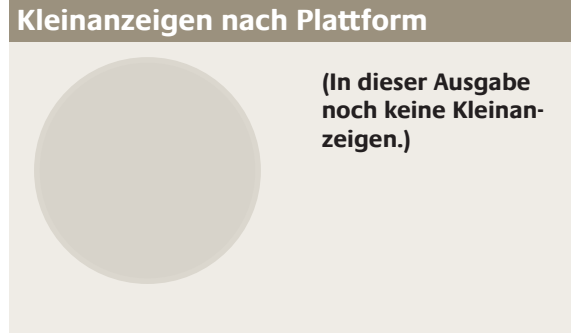 Kleinanzeigen nach Plattform
(In dieser Ausgabe
noch keine Kleinan-
zeigen.)